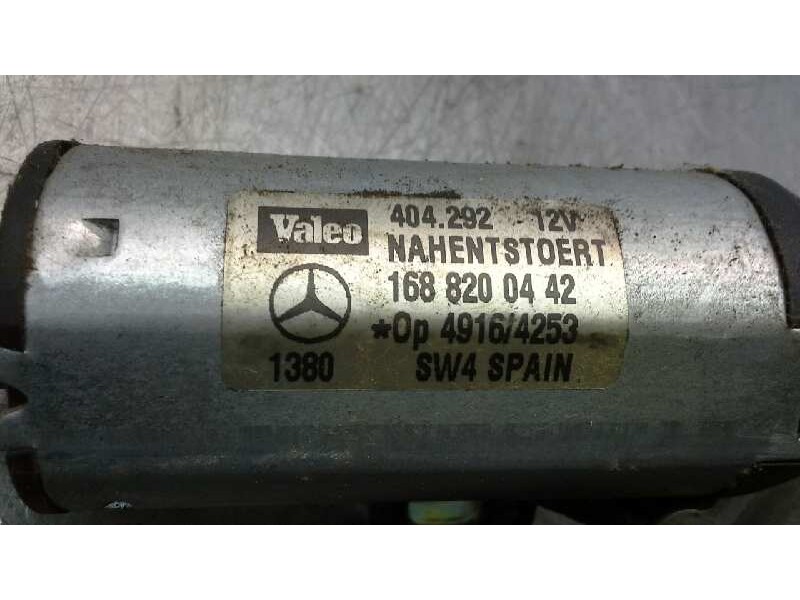 Valeo 404.292 - 12V
NAHENTSTOERT
168 820 04 42
*Op 4916/4253
1380 SW4 SPAIN